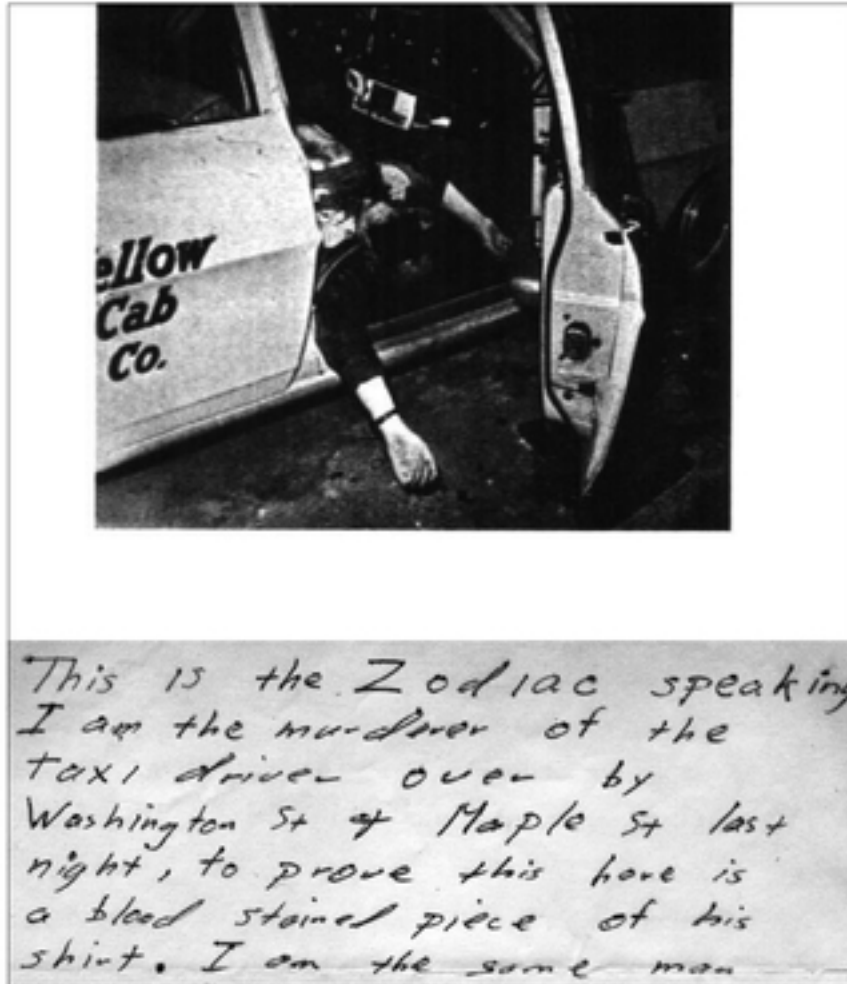 ellow
Cab
Co.
This is the Zodiac speaking
I am the murderer of the
taxi driver over by
Washington St & Maple St last
night, to prove this here is
a blood stained piece of his
shirt. I am the same man